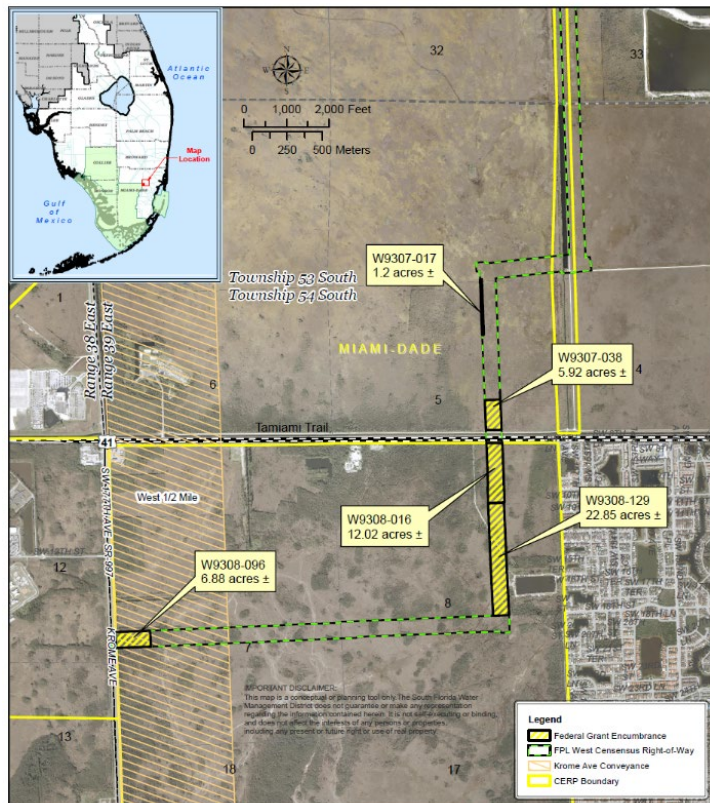 Atlantic
Ocean
PALM BEACH
Map
Location
COLLIER
MIAMI-DADE
Gulf
of
Mexico
N
32
33
0 1,000 2,000 Feet
0 250 500 Meters
W9307-017
1.2 acres ±
Township 53 South
Township 54 South
1
Range 38 East
Range 39 East
MIAMI-DADE
W9307-038
5.92 acres ±
6
5
4
Tamiami Trail
41
SW 177TH AVE SR-997
West 1/2 Mile
W9308-016
12.02 acres ±
W9308-129
22.85 acres ±
12
W9308-096
6.88 acres ±
8
KROME AVE
7
IMPORTANT DISCLAIMER:
This map is a conceptual or planning tool only. The South Florida Water
Management District does not guarantee or make any representation
regarding the information contained herein. It is not self-executing or binding,
and does not affect the interests of any persons or properties,
including any present or future right or use of real property.
13
18
17
Legend
Federal Grant Encumbrance
FPL West Censensus Right-of-Way
Krome Ave Conveyance
CERP Boundary